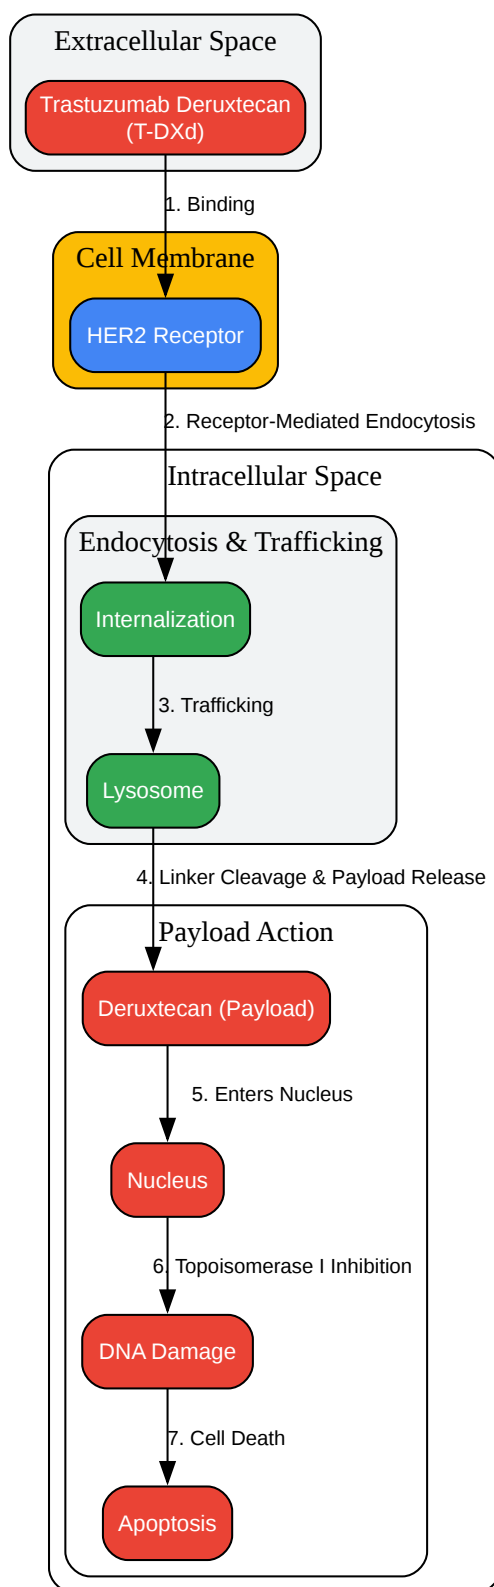 Extracellular Space
Trastuzumab Deruxtecan
(T-DXd)
1. Binding
Cell Membrane
HER2 Receptor
2. Receptor-Mediated Endocytosis
Intracellular Space
Endocytosis & Trafficking
Internalization
3. Trafficking
Lysosome
4. Linker Cleavage & Payload Release
Payload Action
Deruxtecan (Payload)
5. Enters Nucleus
Nucleus
6. Topoisomerase I Inhibition
DNA Damage
7. Cell Death
Apoptosis